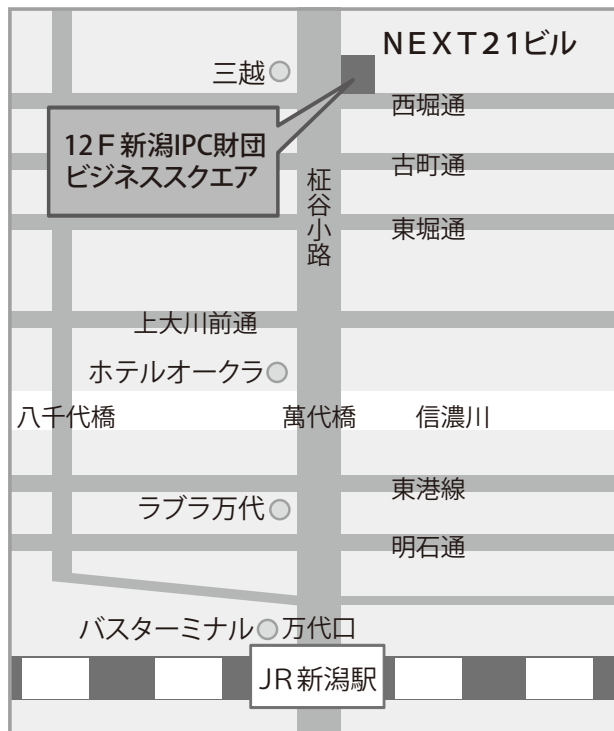 NEXT21ビル
三越
西堀通
12F 新潟IPC財団
ビジネススクエア
古町通
柾谷小路
東堀通
上大川前通
ホテルオークラ
八千代橋
萬代橋
信濃川
東港線
ラブラ万代
明石通
バスターミナル
万代口
JR新潟駅